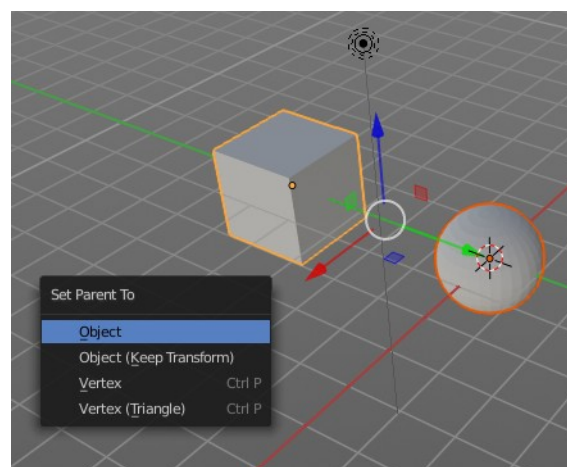 Set Parent To
Object
Object (Keep Transform)
Vertex Ctrl P
Vertex (Triangle) Ctrl P